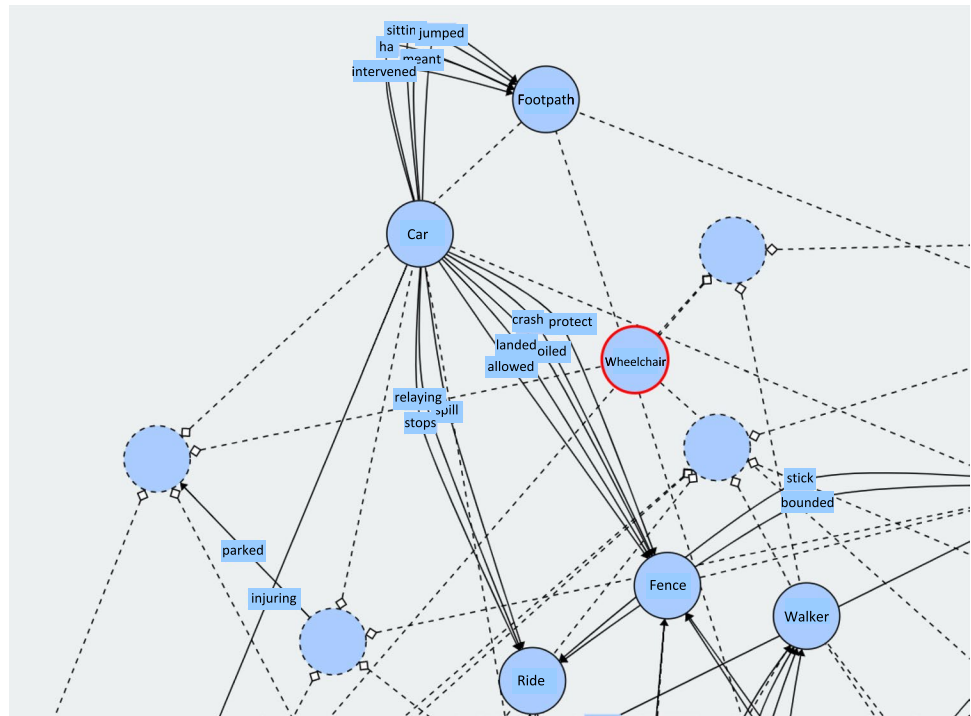 sittin
jumped
ha
meant
intervened
Footpath
Car
crash
protect
landed
oiled
allowed
Wheelchair
relaying
spill
stops
stick
bounded
parked
Fence
injuring
Walker
Ride